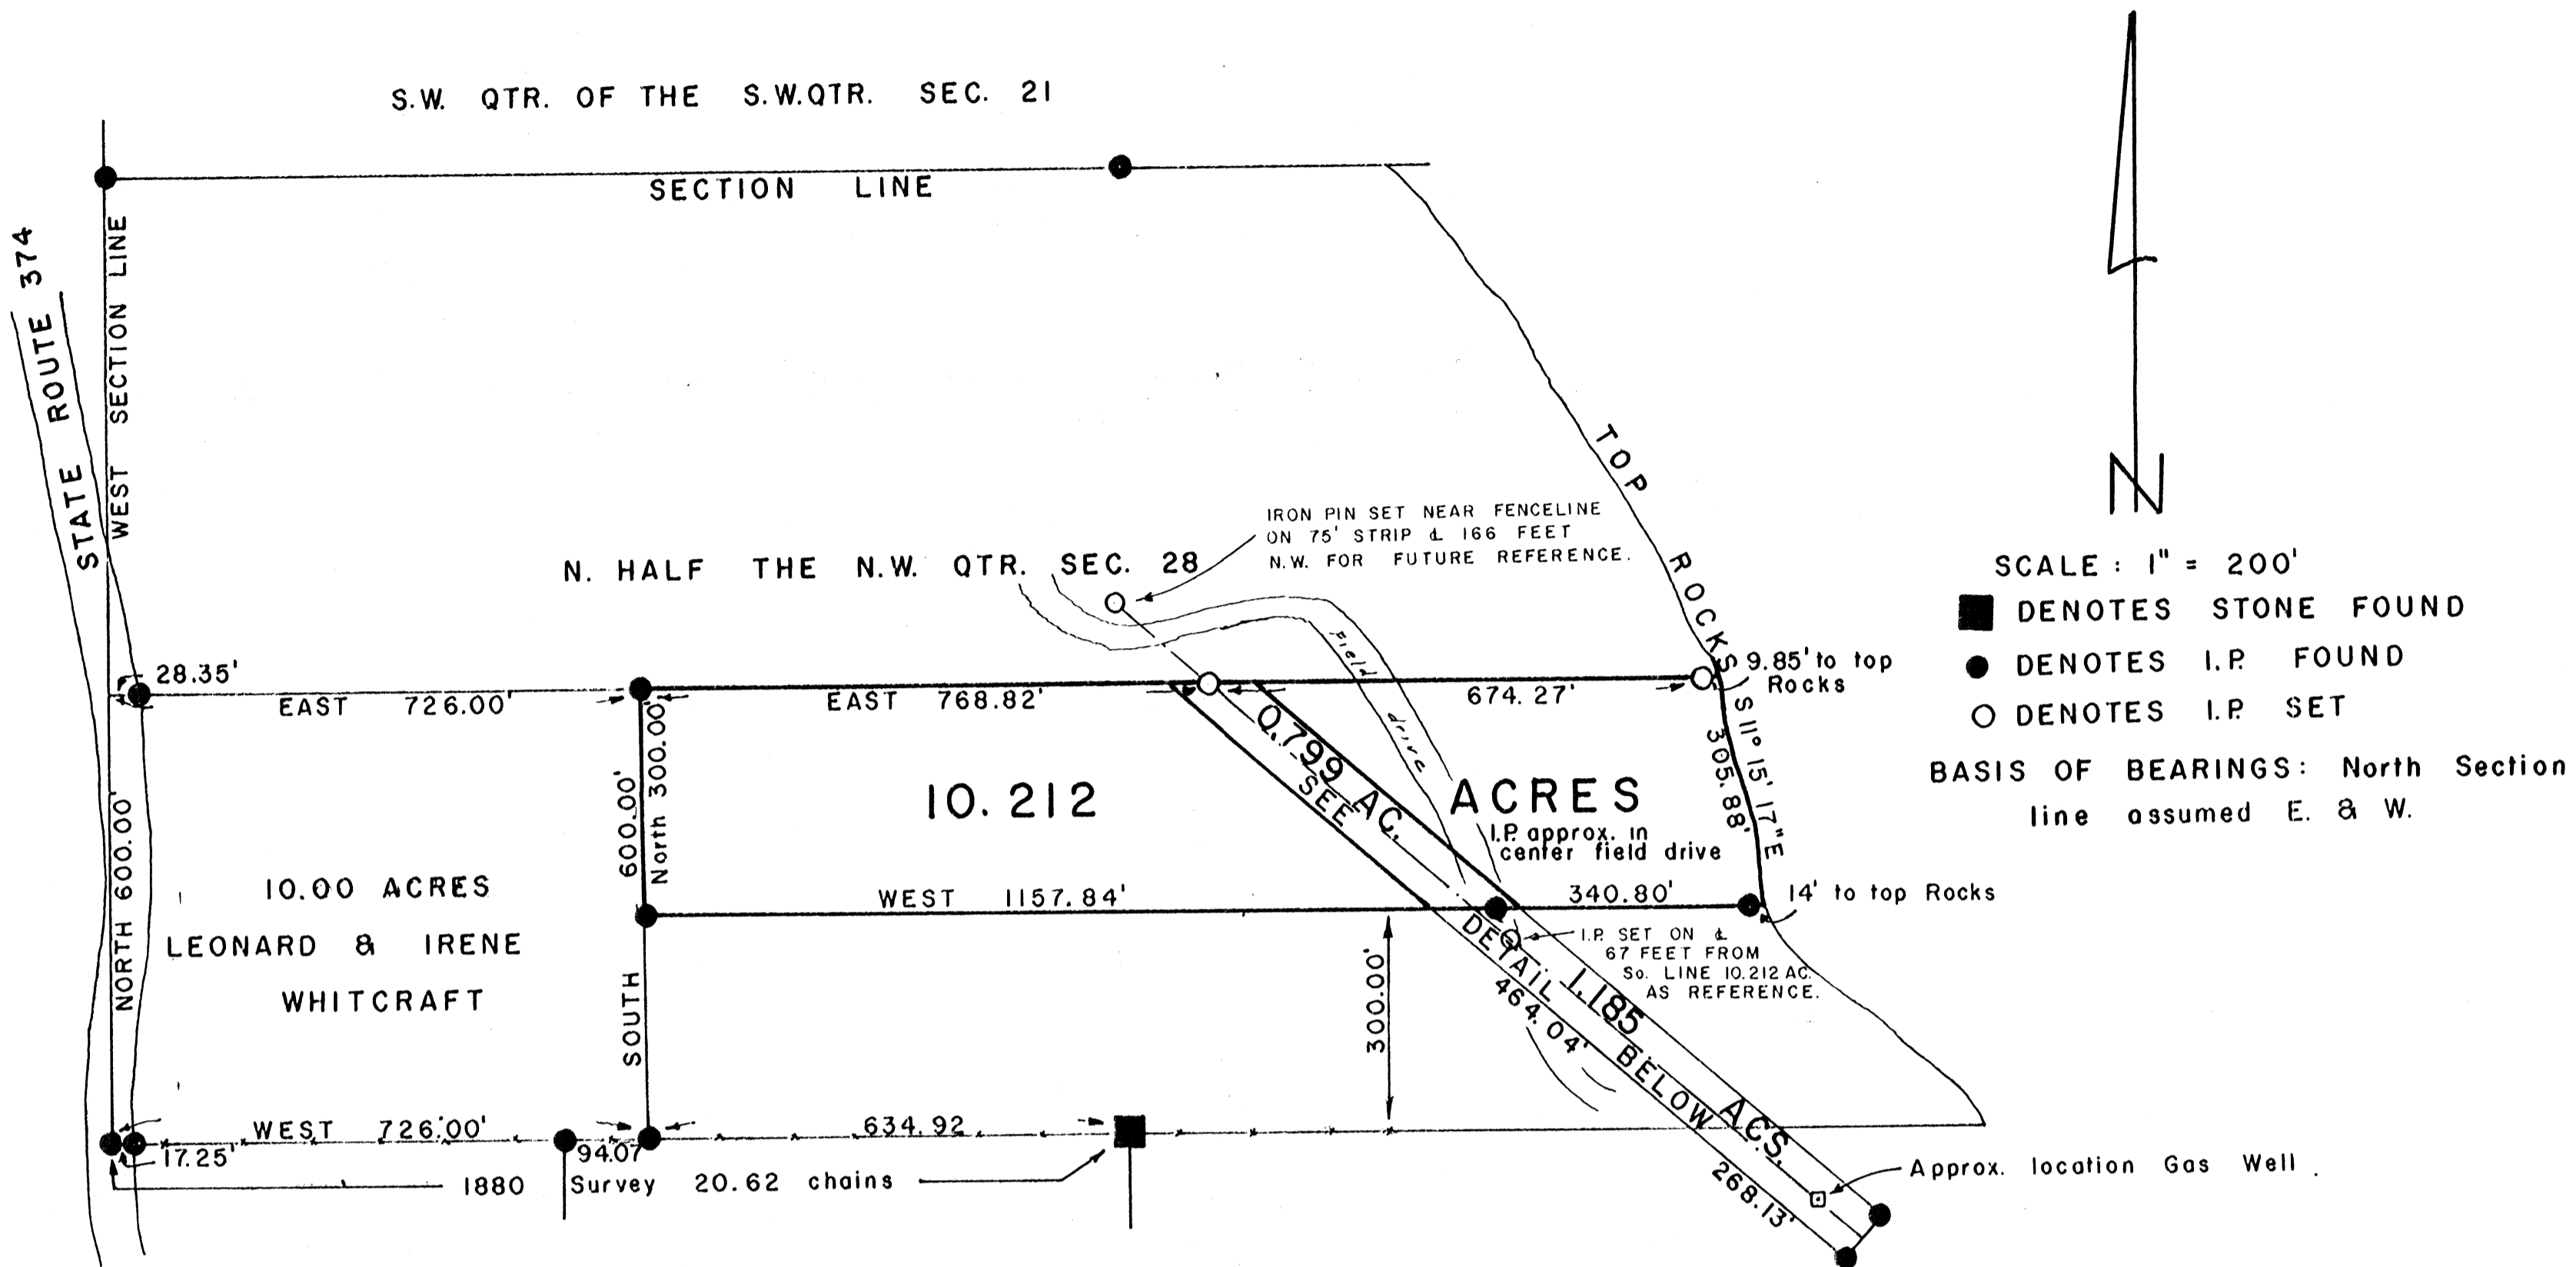 S.W. QTR. OF THE S.W.QTR. SEC. 21
SECTION LINE
WEST SECTION LINE
STATE ROUTE 374
TOP ROCKS
IRON PIN SET NEAR FENCELINE
ON 75' STRIP ℄ 166 FEET
N.W. FOR FUTURE REFERENCE.
N. HALF THE N.W. QTR. SEC. 28
N
SCALE: 1" = 200'
DENOTES STONE FOUND
DENOTES I.P. FOUND
DENOTES I.P. SET
BASIS OF BEARINGS: North Section
line assumed E. & W.
28.35'
EAST 726.00'
EAST 768.82'
674.27'
9.85' to top
Rocks
Field drive
S 11° 15' 17" E
305.88'
NORTH 600.00'
600.00'
North 300.00'
SOUTH
10.212
ACRES
0.799 AC.
SEE
I.P. approx. in
center field drive
10.00 ACRES
LEONARD & IRENE
WHITCRAFT
WEST 1157.84'
340.80'
14' to top Rocks
I.P. SET ON ℄
67 FEET FROM
So. LINE 10.212 AC.
AS REFERENCE.
DETAIL
1.185 ACS.
BELOW
464.04'
300.00'
WEST 726.00'
17.25'
94.07
634.92
1880 Survey 20.62 chains
268.13'
Approx. location Gas Well